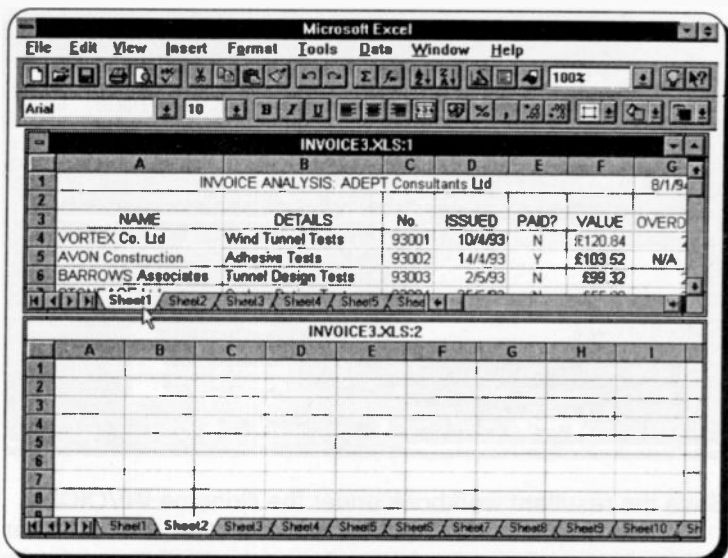 Microsoft Excel
File Edit View Insert Format Tools Data Window Help
100%
Arial 10 B I U
INVOICE3.XLS:1
A B C D E F G
1 INVOICE ANALYSIS: ADEPT Consultants Ltd 8/1/94
2
3 NAME DETAILS No. ISSUED PAID? VALUE OVERD
4 VORTEX Co. Ltd Wind Tunnel Tests 93001 10/4/93 N £120.84
5 AVON Construction Adhesive Tests 93002 14/4/93 Y £103.52 N/A
6 BARROWS Associates Tunnel Design Tests 93003 2/5/93 N £99.32
Sheet1 Sheet2 Sheet3 Sheet4 Sheet5 Sheet
INVOICE3.XLS:2
A B C D E F G H I
1
2
3
4
5
6
7
8
9
Sheet1 Sheet2 Sheet3 Sheet4 Sheet5 Sheet6 Sheet7 Sheet8 Sheet9 Sheet10 Sh